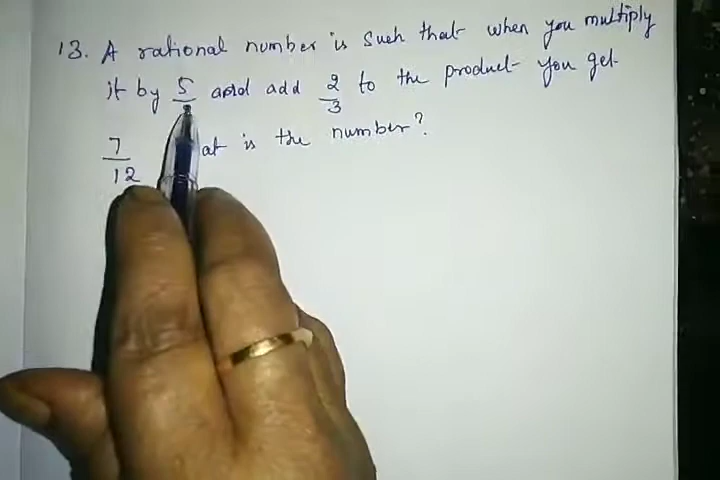 13. A rational number is such that when you multiply
it by 5/ and add 2/3 to the product you get
7/12 at is the number?